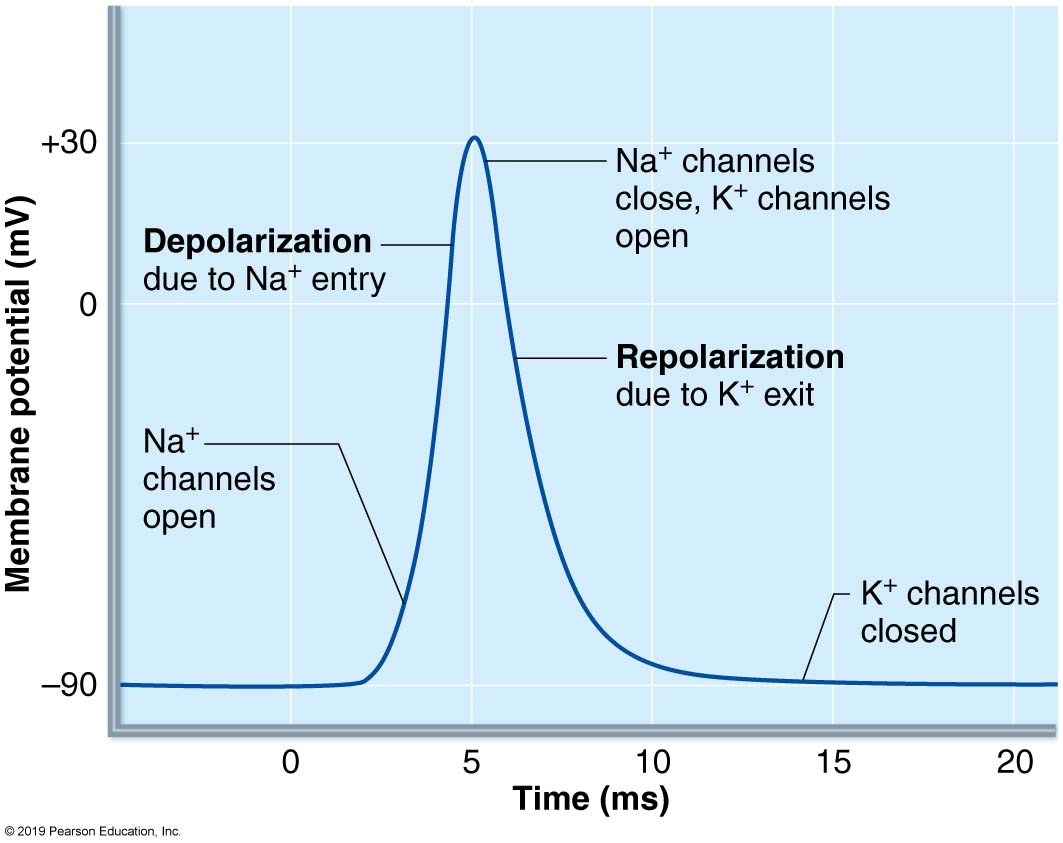 +30
0
–90
Membrane potential (mV)
Depolarization
due to Na⁺ entry
Na⁺
channels
open
Na⁺ channels
close, K⁺ channels
open
Repolarization
due to K⁺ exit
K⁺ channels
closed
0 5 10 15 20
Time (ms)
© 2019 Pearson Education, Inc.